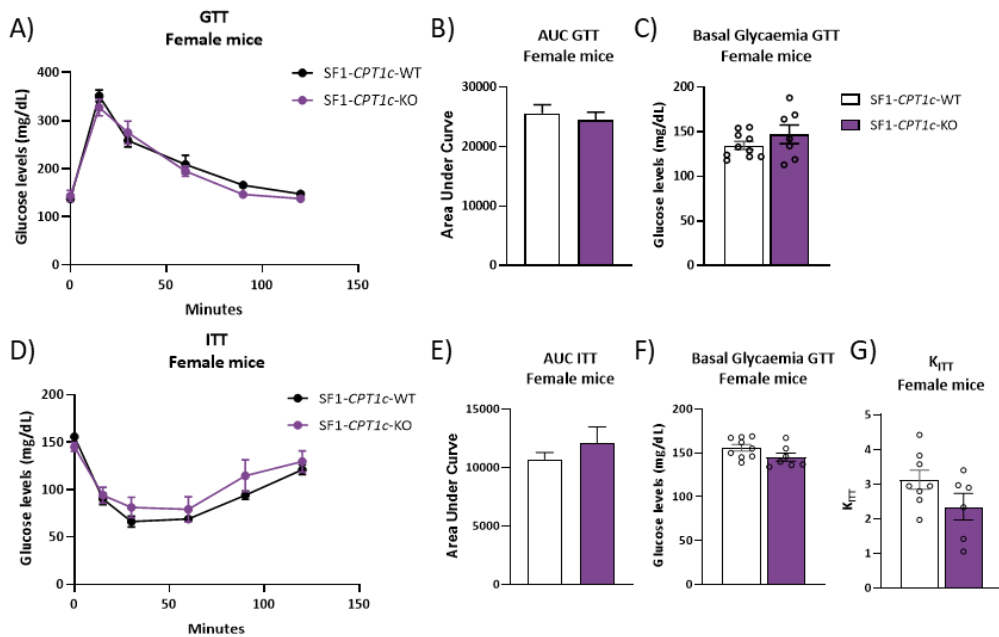 A)
GTT
Female mice
Glucose levels (mg/dL)
400
300
200
100
0
0
50
100
150
Minutes
SF1-CPT1c-WT
SF1-CPT1c-KO
B)
AUC GTT
Female mice
Area Under Curve
30000
20000
10000
0
C)
Basal Glycaemia GTT
Female mice
Glucose levels (mg/dL)
200
150
100
50
0
SF1-CPT1c-WT
SF1-CPT1c-KO
D)
ITT
Female mice
Glucose levels (mg/dL)
200
150
100
50
0
0
50
100
150
Minutes
SF1-CPT1c-WT
SF1-CPT1c-KO
E)
AUC ITT
Female mice
Area Under Curve
15000
10000
5000
0
F)
Basal Glycaemia GTT
Female mice
Glucose levels (mg/dL)
200
150
100
50
0
G)
KITT
Female mice
KITT
5
4
3
2
1
0